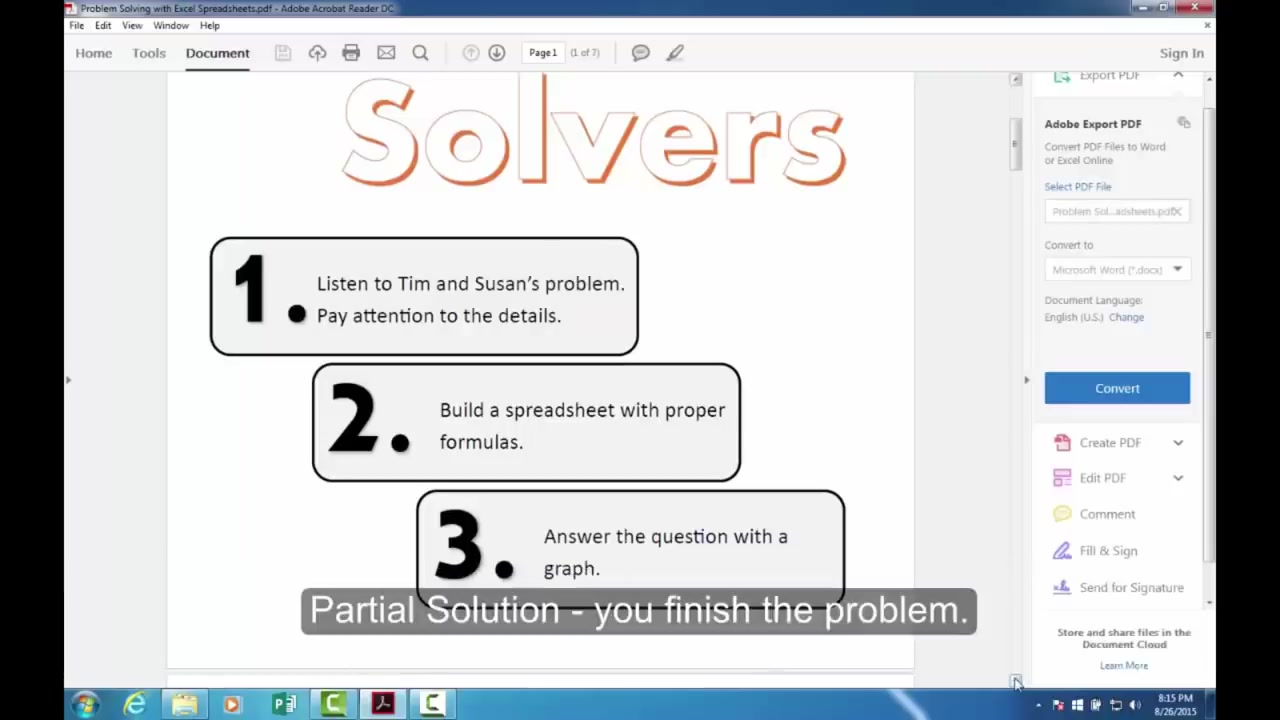 Problem Solving with Excel Spreadsheets.pdf - Adobe Acrobat Reader DC
File Edit View Window Help
Home Tools Document Page 1 (1 of 7) Sign In
Solvers
1. Listen to Tim and Susan's problem.
Pay attention to the details.
2. Build a spreadsheet with proper
formulas.
3. Answer the question with a
graph.
Partial Solution - you finish the problem.
Export PDF
Adobe Export PDF
Convert PDF Files to Word
or Excel Online
Select PDF File
Problem Sol...adsheets.pdf
Convert to
Microsoft Word (*.docx)
Document Language:
English (U.S.) Change
Convert
Create PDF
Edit PDF
Comment
Fill & Sign
Send for Signature
Store and share files in the
Document Cloud
Learn More
8:15 PM
8/26/2015